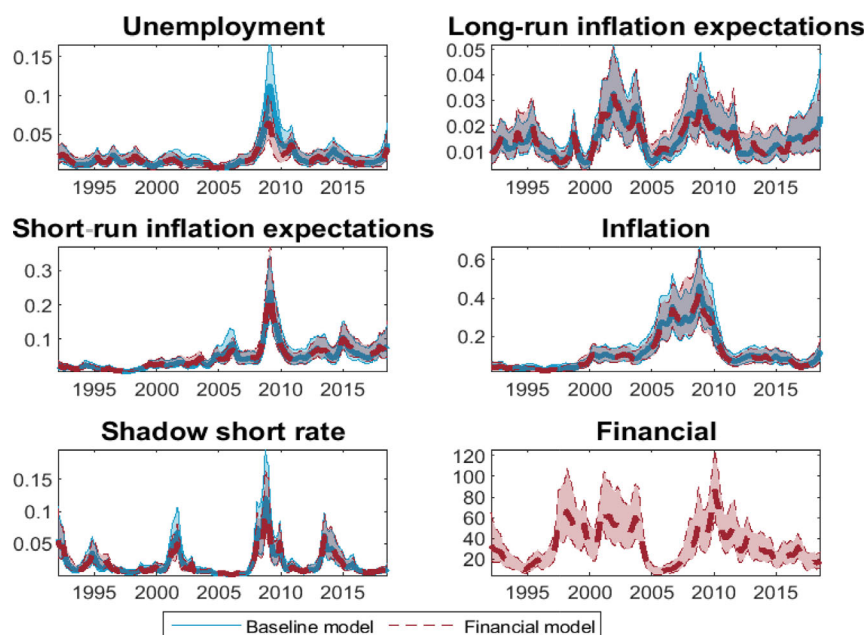 Unemployment
0.15
0.1
0.05
1995 2000 2005 2010 2015
Long-run inflation expectations
0.05
0.04
0.03
0.02
0.01
1995 2000 2005 2010 2015
Short-run inflation expectations
0.3
0.2
0.1
1995 2000 2005 2010 2015
Inflation
0.6
0.4
0.2
1995 2000 2005 2010 2015
Shadow short rate
0.15
0.1
0.05
1995 2000 2005 2010 2015
Financial
120
100
80
60
40
20
1995 2000 2005 2010 2015
Baseline model Financial model